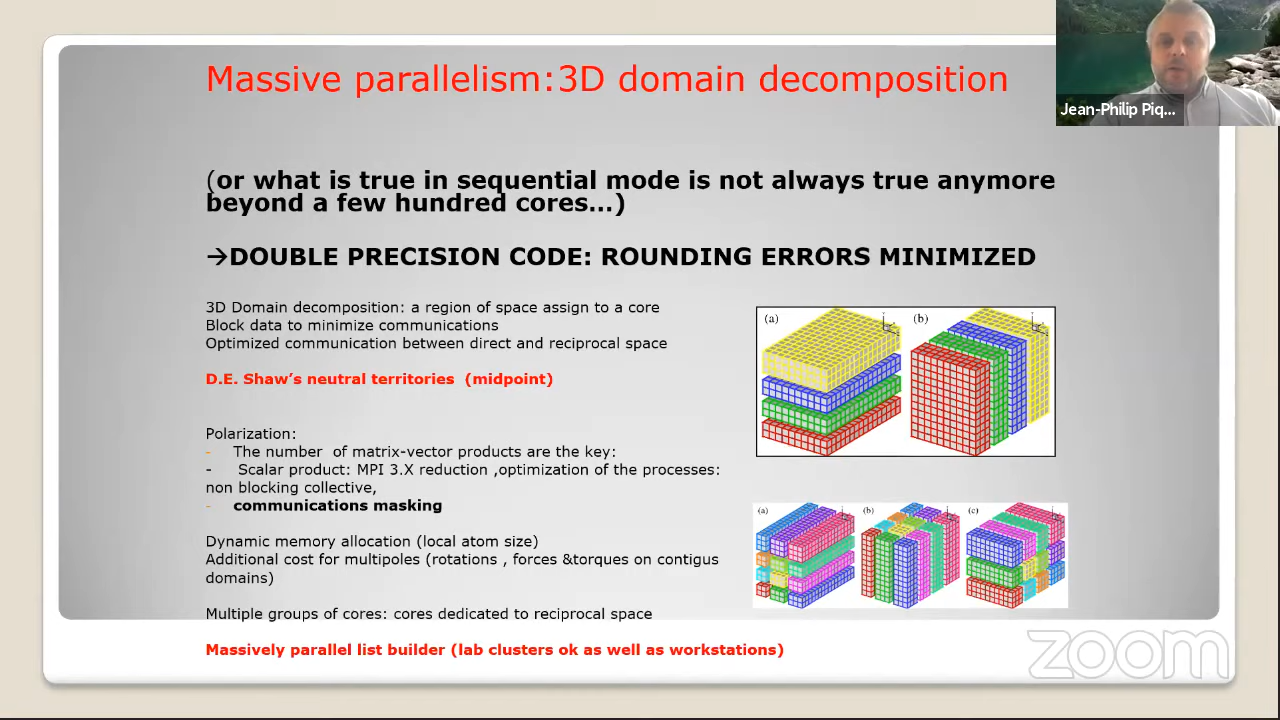 Massive parallelism:3D domain decomposition
Jean-Philip Piq...
(or what is true in sequential mode is not always true anymore
beyond a few hundred cores...)
→DOUBLE PRECISION CODE: ROUNDING ERRORS MINIMIZED
3D Domain decomposition: a region of space assign to a core
Block data to minimize communications
Optimized communication between direct and reciprocal space
D.E. Shaw's neutral territories (midpoint)
(a)
(b)
Polarization:
- The number of matrix-vector products are the key:
- Scalar product: MPI 3.X reduction ,optimization of the processes:
non blocking collective,
- communications masking
(a)
(b)
(c)
Dynamic memory allocation (local atom size)
Additional cost for multipoles (rotations , forces &torques on contigus
domains)
Multiple groups of cores: cores dedicated to reciprocal space
Massively parallel list builder (lab clusters ok as well as workstations)
zoom